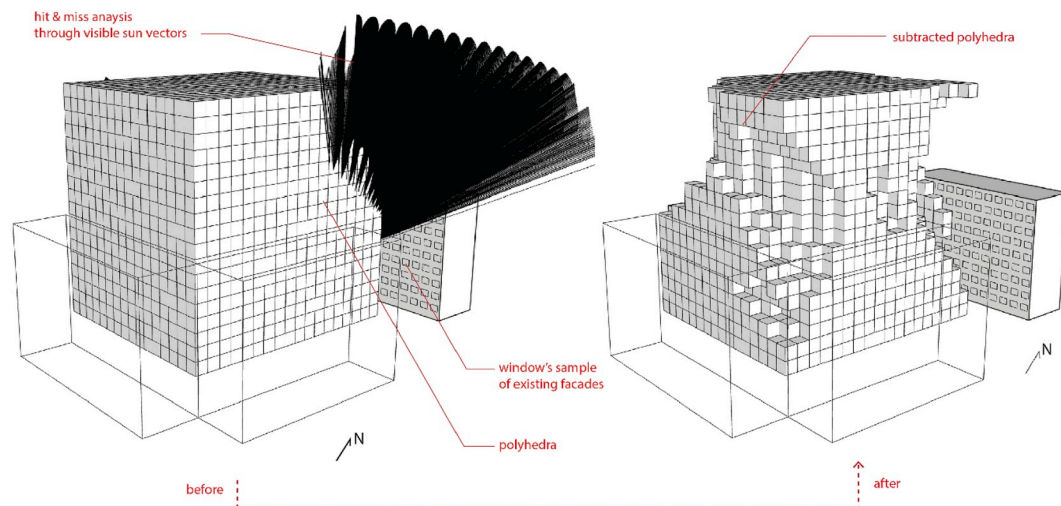 hit & miss anaysis
through visible sun vectors
subtracted polyhedra
window's sample
of existing facades
polyhedra
N
N
before
after